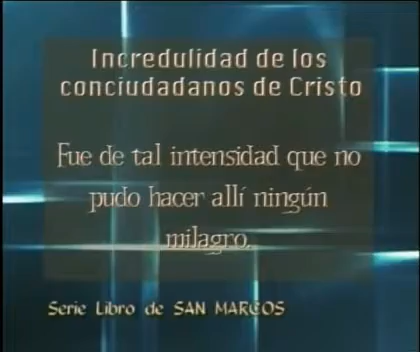 Incredulidad de los
conciudadanos de Cristo
Fue de tal intensidad que no
pudo hacer allí ningún
milagro.
Serie Libro de SAN MARCOS